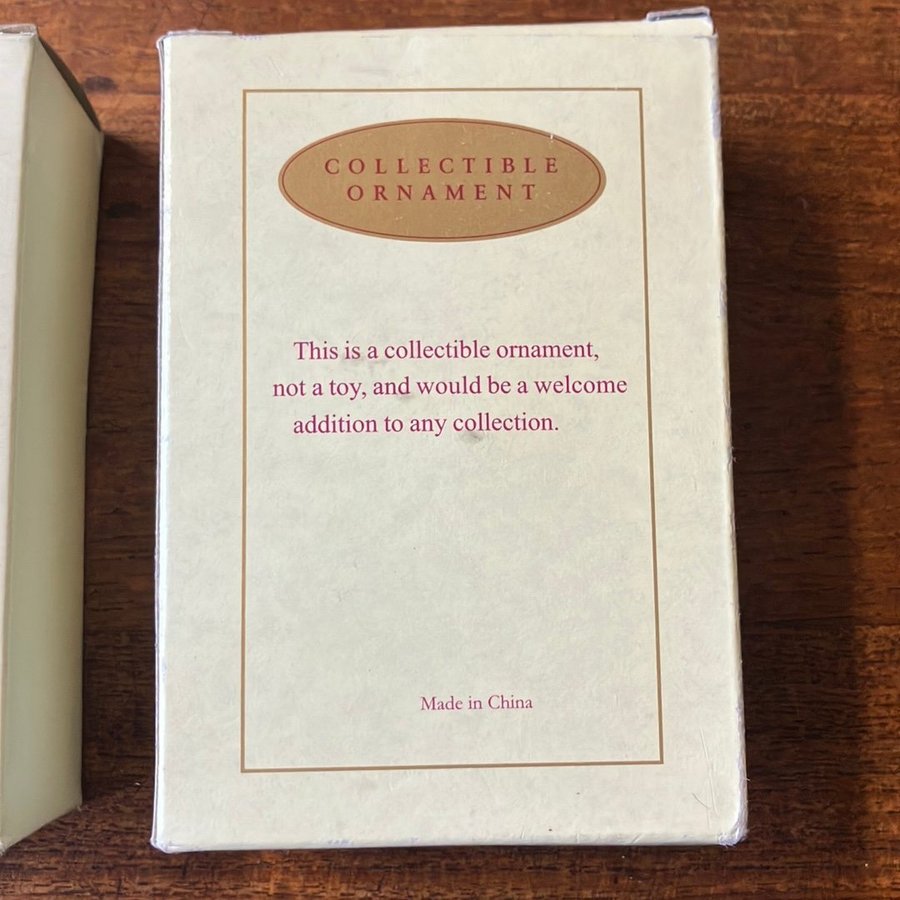 COLLECTIBLE
ORNAMENT
This is a collectible ornament,
not a toy, and would be a welcome
addition to any collection.
Made in China